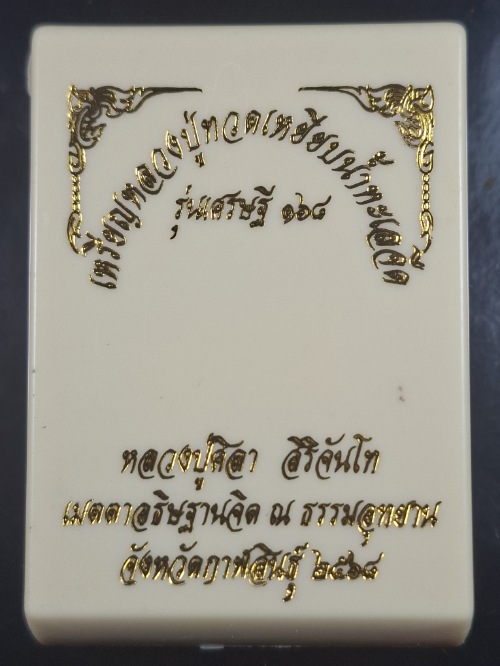 เหรียญหลวงปู่ทวดเหยียบน้ำทะเลจืด
รุ่นเศรษฐี ๑๖๘
หลวงปู่ศิลา สิริจันโท
เมตตาอธิษฐานจิต ณ ธรรมอุทยาน
จังหวัดกาฬสินธุ์ ๒๕๖๘